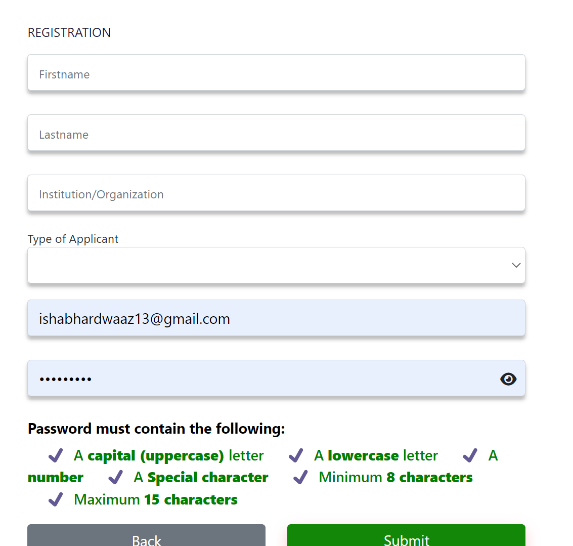 REGISTRATION
Firstname
Lastname
Institution/Organization
Type of Applicant
ishabhardwaaz13@gmail.com
•••••••••
Password must contain the following:
✔ A capital (uppercase) letter ✔ A lowercase letter ✔ A
number ✔ A Special character ✔ Minimum 8 characters
✔ Maximum 15 characters
Back Submit